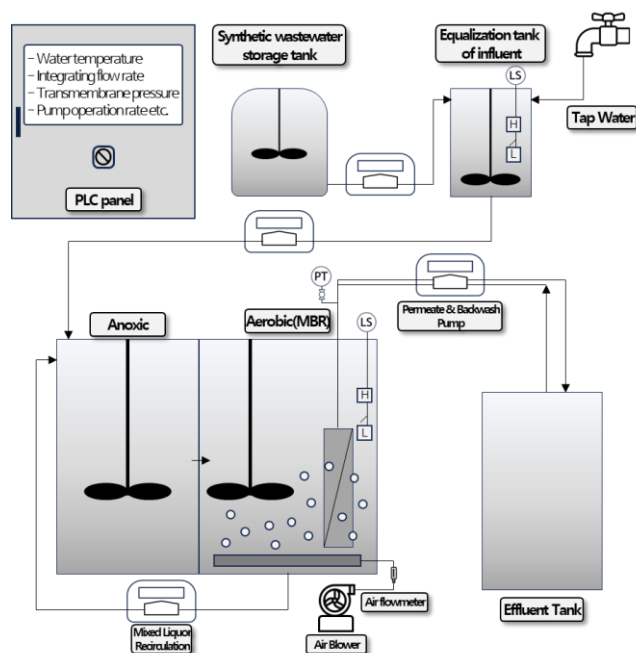 – Water temperature
– Integrating flow rate
– Transmembrane pressure
– Pump operation rate etc.
PLC panel
Synthetic wastewater
storage tank
Equalization tank
of influent
LS
H
L
Tap Water
PT
Permeate & Backwash
Pump
Anoxic
Aerobic(MBR)
LS
H
L
Mixed Liquor
Recirculation
Air flowmeter
Air Blower
Effluent Tank